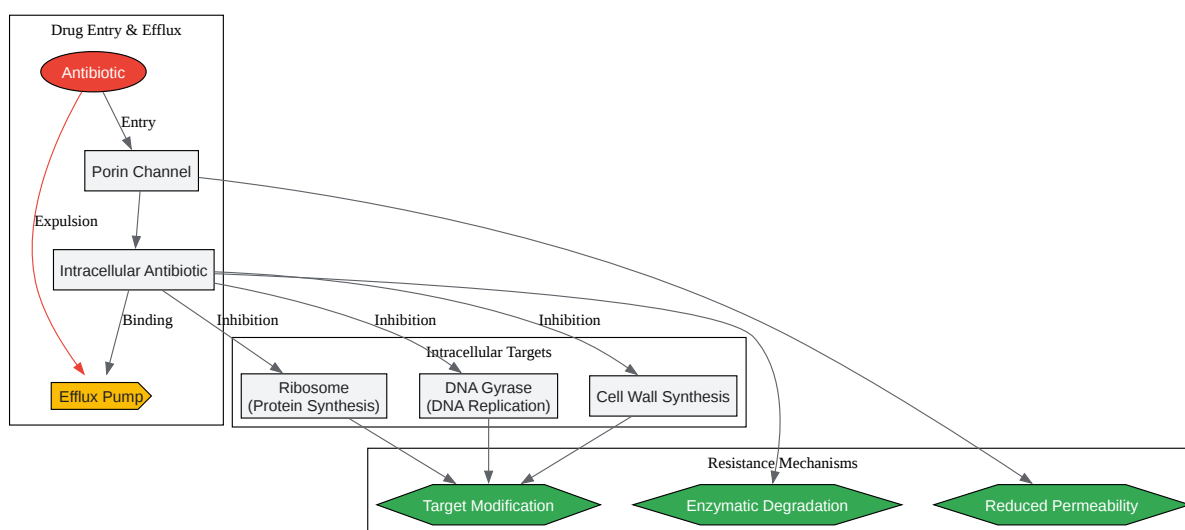 Drug Entry & Efflux
Antibiotic
Entry
Porin Channel
Expulsion
Intracellular Antibiotic
Binding
Inhibition
Inhibition
Inhibition
Intracellular Targets
Efflux Pump
Ribosome
(Protein Synthesis)
DNA Gyrase
(DNA Replication)
Cell Wall Synthesis
Resistance Mechanisms
Target Modification
Enzymatic Degradation
Reduced Permeability